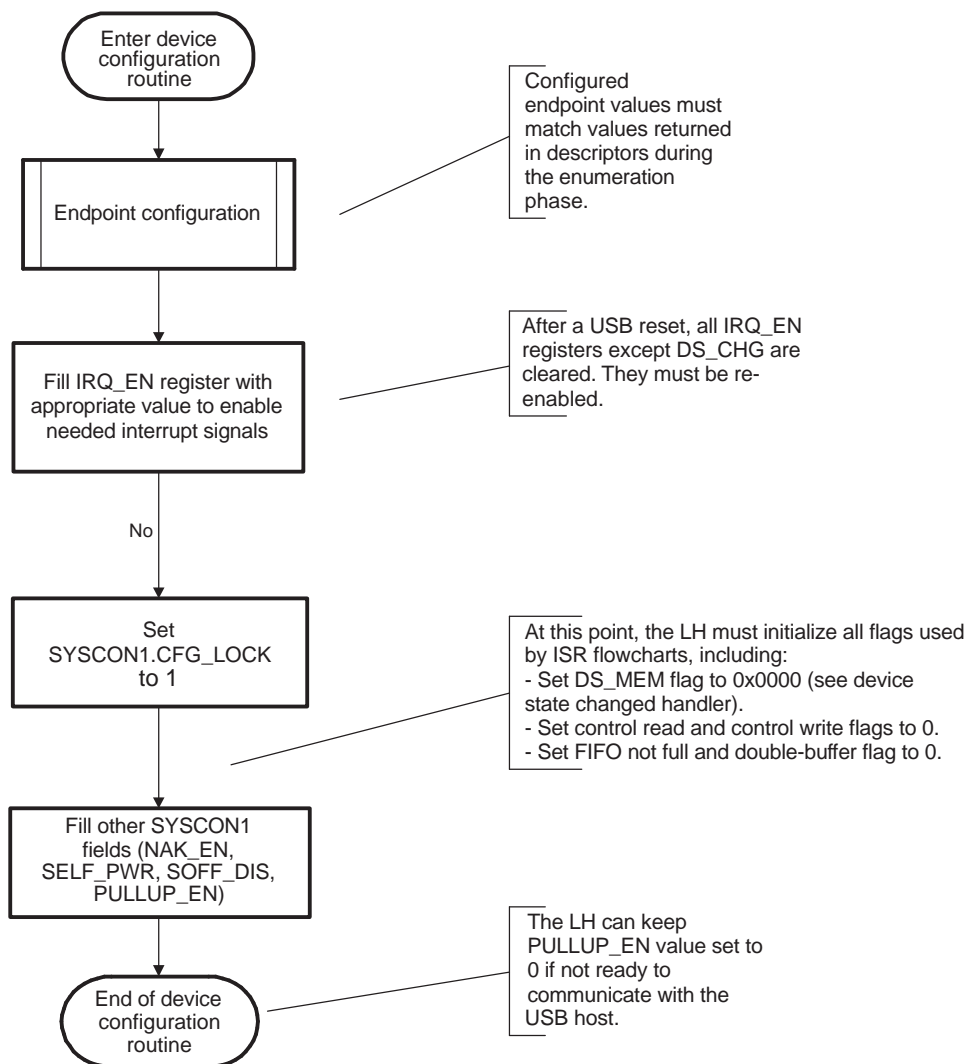 Enter device
configuration
routine
Configured
endpoint values must
match values returned
in descriptors during
the enumeration
phase.
Endpoint configuration
After a USB reset, all IRQ_EN
registers except DS_CHG are
cleared. They must be re-
enabled.
Fill IRQ_EN register with
appropriate value to enable
needed interrupt signals
No
Set
SYSCON1.CFG_LOCK
to 1
At this point, the LH must initialize all flags used
by ISR flowcharts, including:
- Set DS_MEM flag to 0x0000 (see device
state changed handler).
- Set control read and control write flags to 0.
- Set FIFO not full and double-buffer flag to 0.
Fill other SYSCON1
fields (NAK_EN,
SELF_PWR, SOFF_DIS,
PULLUP_EN)
The LH can keep
PULLUP_EN value set to
0 if not ready to
communicate with the
USB host.
End of device
configuration
routine